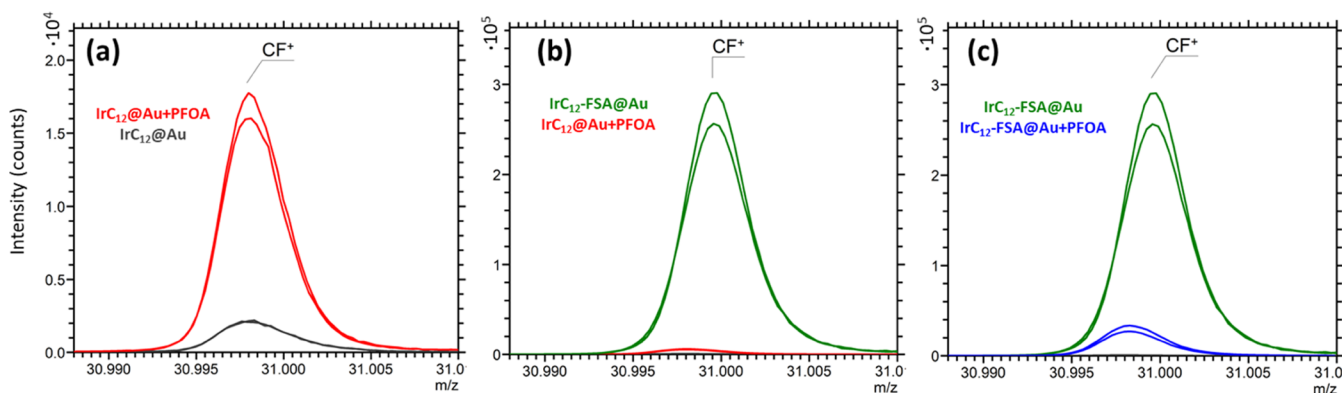 ·10⁴
Intensity (counts)
2.0
1.5
1.0
0.5
0.0
(a)
CF⁺
IrC₁₂@Au+PFOA
IrC₁₂@Au
30.990
30.995
31.000
31.005
31.0
m/z
·10⁵
3
2
1
0
(b)
CF⁺
IrC₁₂-FSA@Au
IrC₁₂@Au+PFOA
30.990
30.995
31.000
31.005
31.0
m/z
·10⁵
3
2
1
0
(c)
CF⁺
IrC₁₂-FSA@Au
IrC₁₂-FSA@Au+PFOA
30.990
30.995
31.000
31.005
31.0
m/z